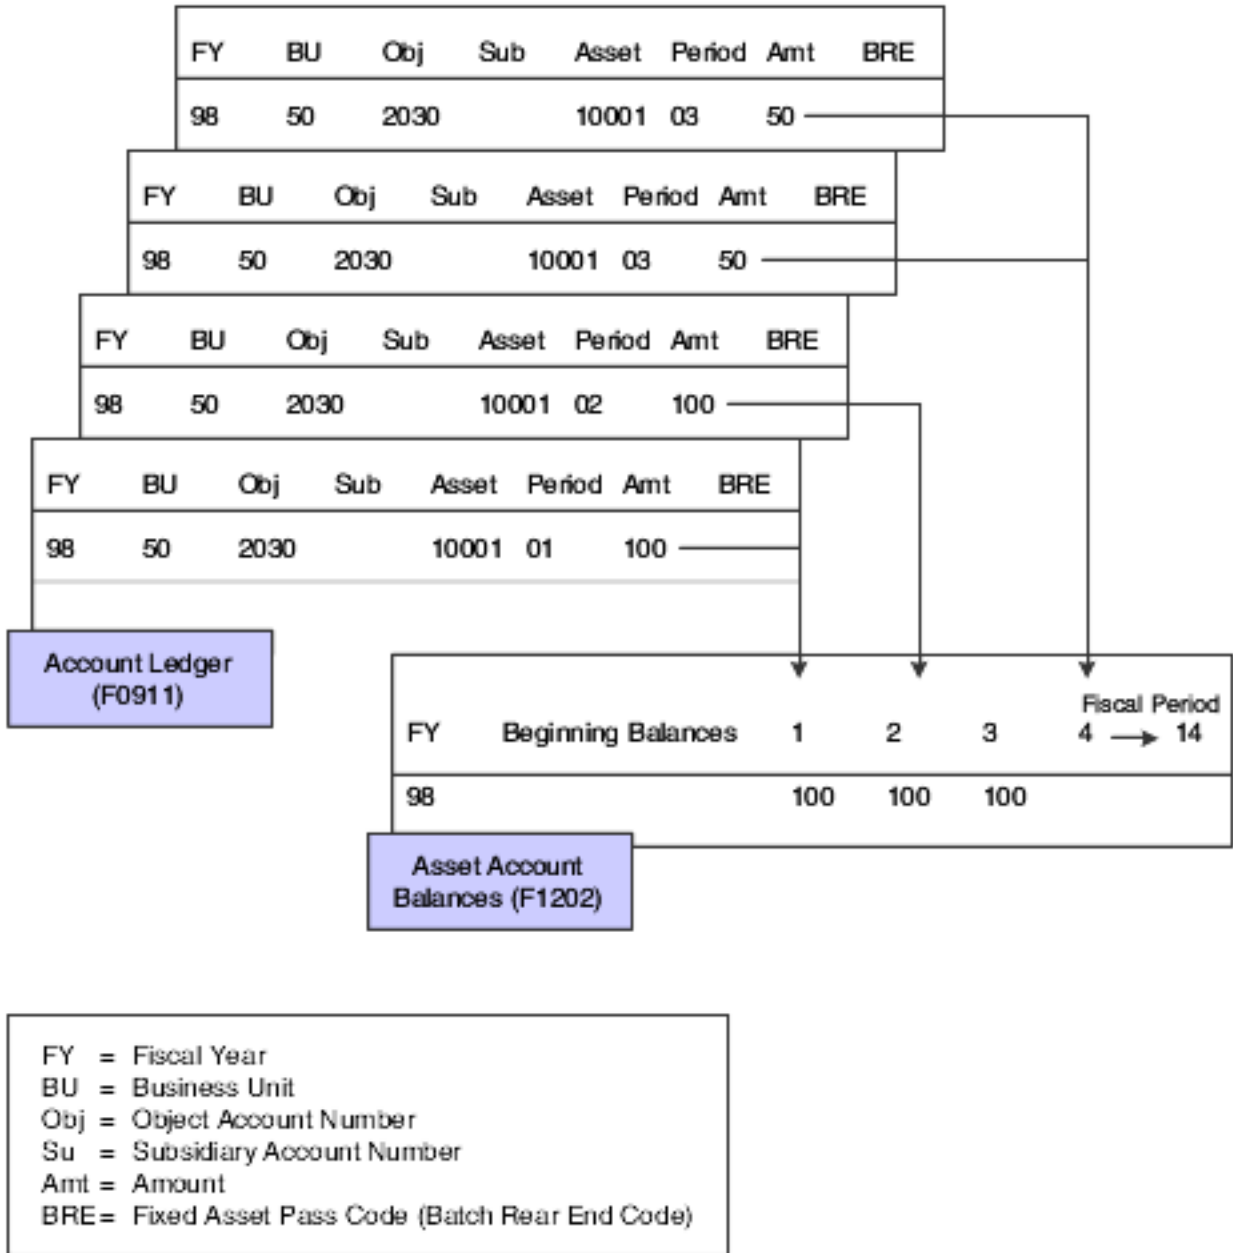 FY BU Obj Sub Asset Period Amt BRE
98 50 2030 10001 03 50
FY BU Obj Sub Asset Period Amt BRE
98 50 2030 10001 03 50
FY BU Obj Sub Asset Period Amt BRE
98 50 2030 10001 02 100
FY BU Obj Sub Asset Period Amt BRE
98 50 2030 10001 01 100
Account Ledger
(F0911)
Fiscal Period
FY Beginning Balances 1 2 3 4 → 14
98 100 100 100
Asset Account
Balances (F1202)
FY = Fiscal Year
BU = Business Unit
Obj = Object Account Number
Su = Subsidiary Account Number
Amt = Amount
BRE= Fixed Asset Pass Code (Batch Rear End Code)